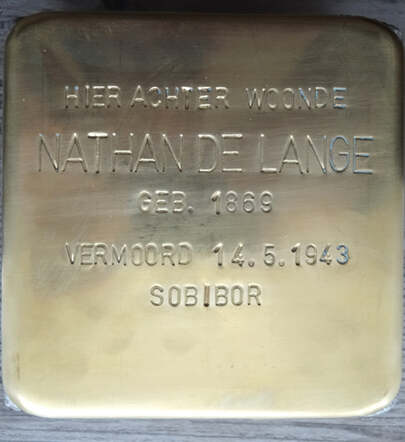 HIER ACHTER WOONDE
NATHAN DE LANGE
GEB. 1869
VERMOORD 14.5.1943
SOBIBOR